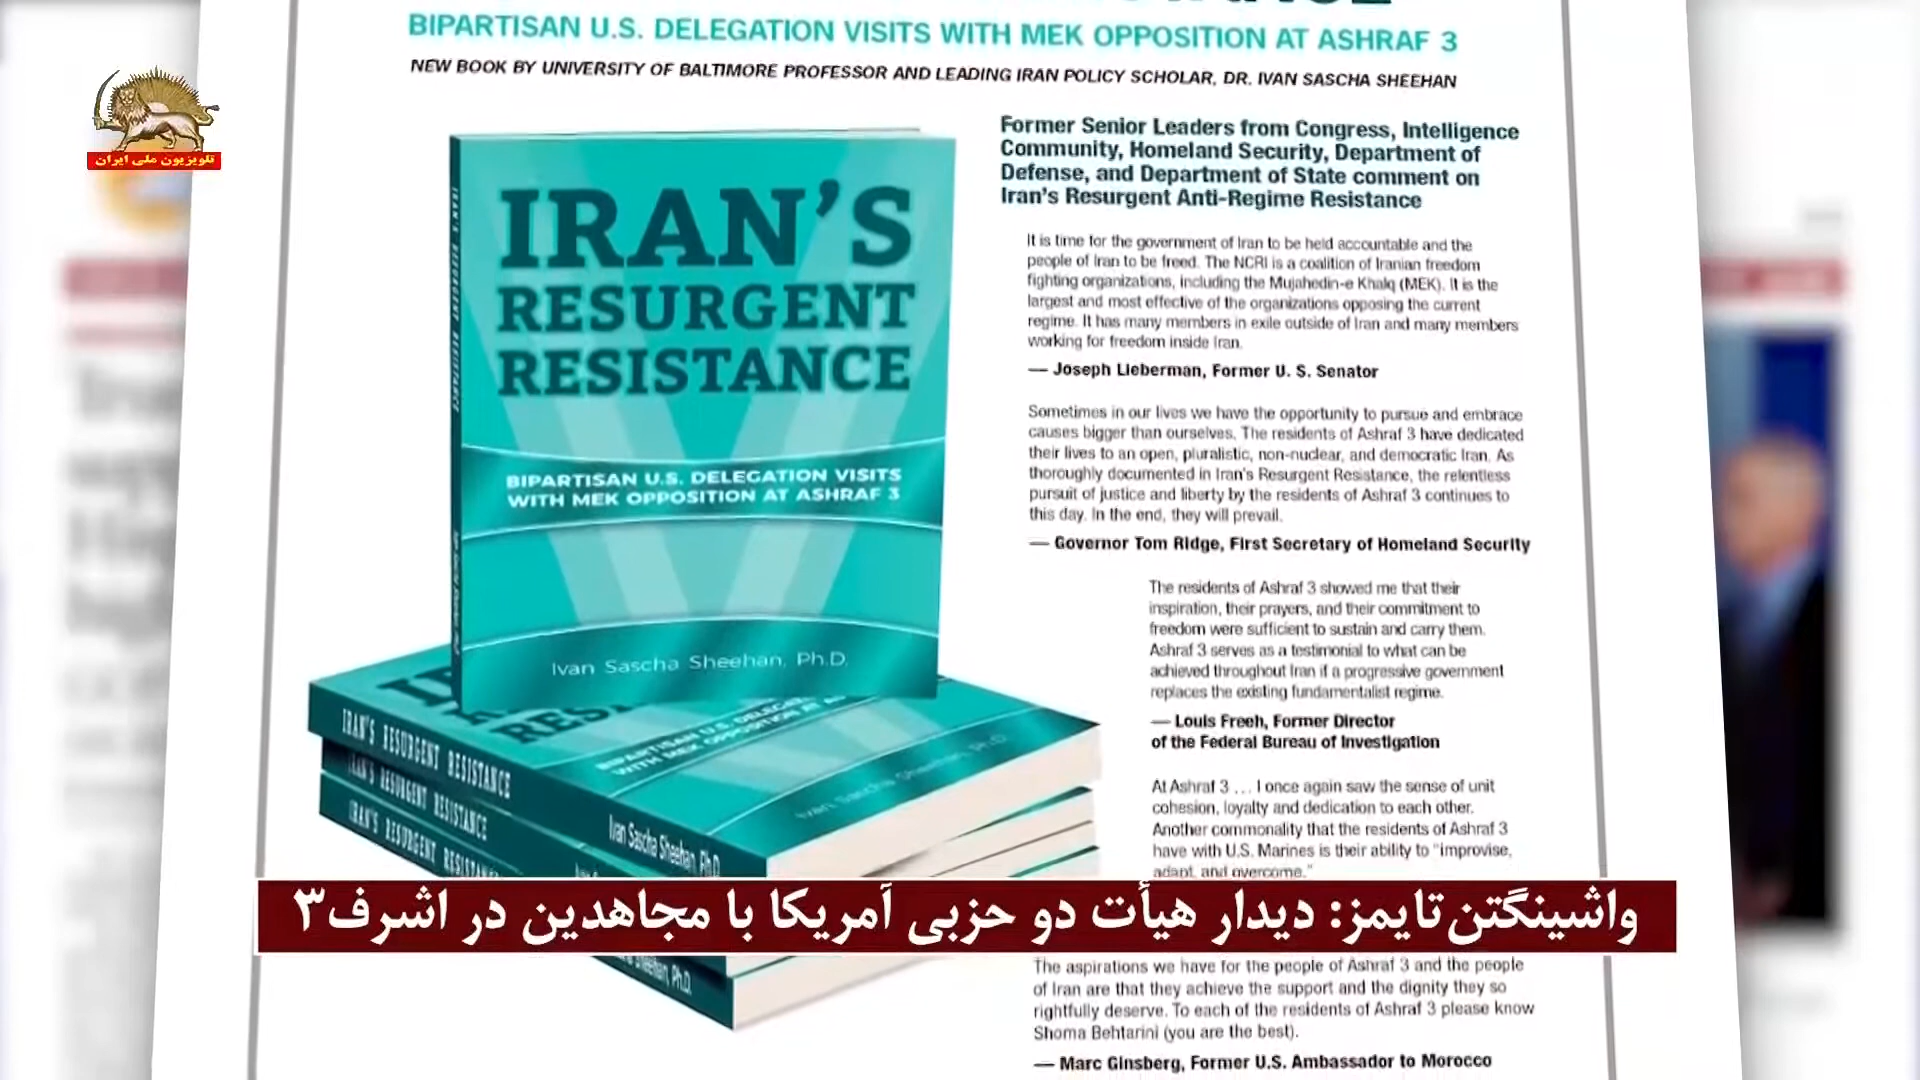 BIPARTISAN U.S. DELEGATION VISITS WITH MEK OPPOSITION AT ASHRAF 3
NEW BOOK BY UNIVERSITY OF BALTIMORE PROFESSOR AND LEADING IRAN POLICY SCHOLAR, DR. IVAN SASCHA SHEEHAN
تلویزیون ملی ایران
IRAN'S
RESURGENT
RESISTANCE
BIPARTISAN U.S. DELEGATION VISITS
WITH MEK OPPOSITION AT ASHRAF 3
Ivan Sascha Sheehan, Ph.D.
IRAN'S RESURGENT RESISTANCE
IRAN'S RESURGENT RESISTANCE
IRAN'S RESURGENT RESISTANCE
Ivan Sascha Sheehan, Ph.D.
Former Senior Leaders from Congress, Intelligence
Community, Homeland Security, Department of
Defense, and Department of State comment on
Iran's Resurgent Anti-Regime Resistance
It is time for the government of Iran to be held accountable and the
people of Iran to be freed. The NCRI is a coalition of Iranian freedom
fighting organizations, including the Mujahedin-e Khalq (MEK). It is the
largest and most effective of the organizations opposing the current
regime. It has many members in exile outside of Iran and many members
working for freedom inside Iran.
— Joseph Lieberman, Former U. S. Senator
Sometimes in our lives we have the opportunity to pursue and embrace
causes bigger than ourselves. The residents of Ashraf 3 have dedicated
their lives to an open, pluralistic, non-nuclear, and democratic Iran. As
thoroughly documented in Iran's Resurgent Resistance, the relentless
pursuit of justice and liberty by the residents of Ashraf 3 continues to
this day. In the end, they will prevail.
— Governor Tom Ridge, First Secretary of Homeland Security
The residents of Ashraf 3 showed me that their
inspiration, their prayers, and their commitment to
freedom were sufficient to sustain and carry them.
Ashraf 3 serves as a testimonial to what can be
achieved throughout Iran if a progressive government
replaces the existing fundamentalist regime.
— Louis Freeh, Former Director
of the Federal Bureau of Investigation
At Ashraf 3 … I once again saw the sense of unit
cohesion, loyalty and dedication to each other.
Another commonality that the residents of Ashraf 3
have with U.S. Marines is their ability to "improvise,
adapt, and overcome."
واشینگتن‌تایمز: دیدار هیأت دو حزبی آمریکا با مجاهدین در اشرف۳
The aspirations we have for the people of Ashraf 3 and the people
of Iran are that they achieve the support and the dignity they so
rightfully deserve. To each of the residents of Ashraf 3 please know
Shoma Behtarini (you are the best).
— Marc Ginsberg, Former U.S. Ambassador to Morocco